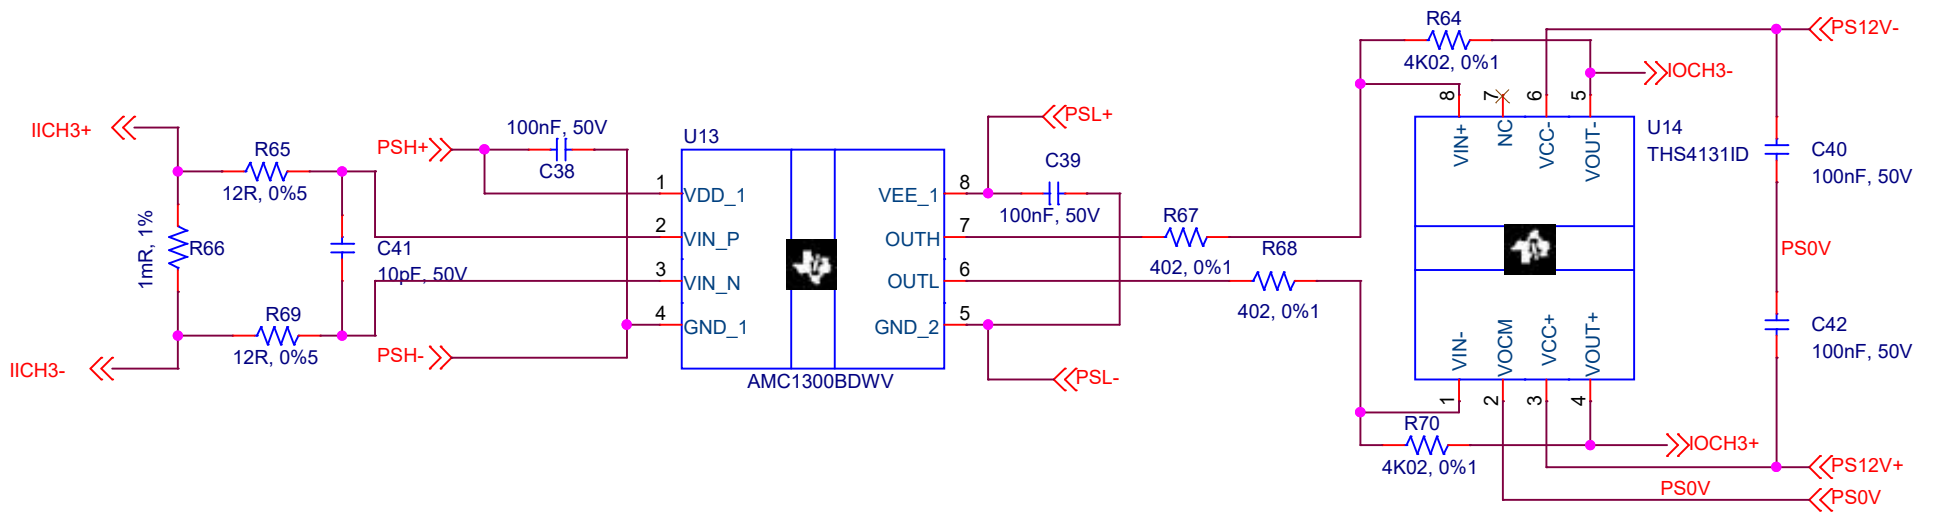 R64
4K02, 0%1
PS12V-
IOCH3-
8
7
6
5
VIN+
NC
VCC-
VOUT-
U14
THS4131ID
C40
100nF, 50V
PS0V
C42
100nF, 50V
VIN-
VOCM
VCC+
VOUT+
1
2
3
4
R70
4K02, 0%1
IOCH3+
PS12V+
PS0V
PS0V
IICH3+
R65
12R, 0%5
1mR, 1%
R66
C41
10pF, 50V
R69
12R, 0%5
IICH3-
PSH+
100nF, 50V
C38
PSH-
U13
1
VDD_1
2
VIN_P
3
VIN_N
4
GND_1
VEE_1
8
OUTH
7
OUTL
6
GND_2
5
AMC1300BDWV
PSL+
C39
100nF, 50V
R67
402, 0%1
R68
402, 0%1
PSL-